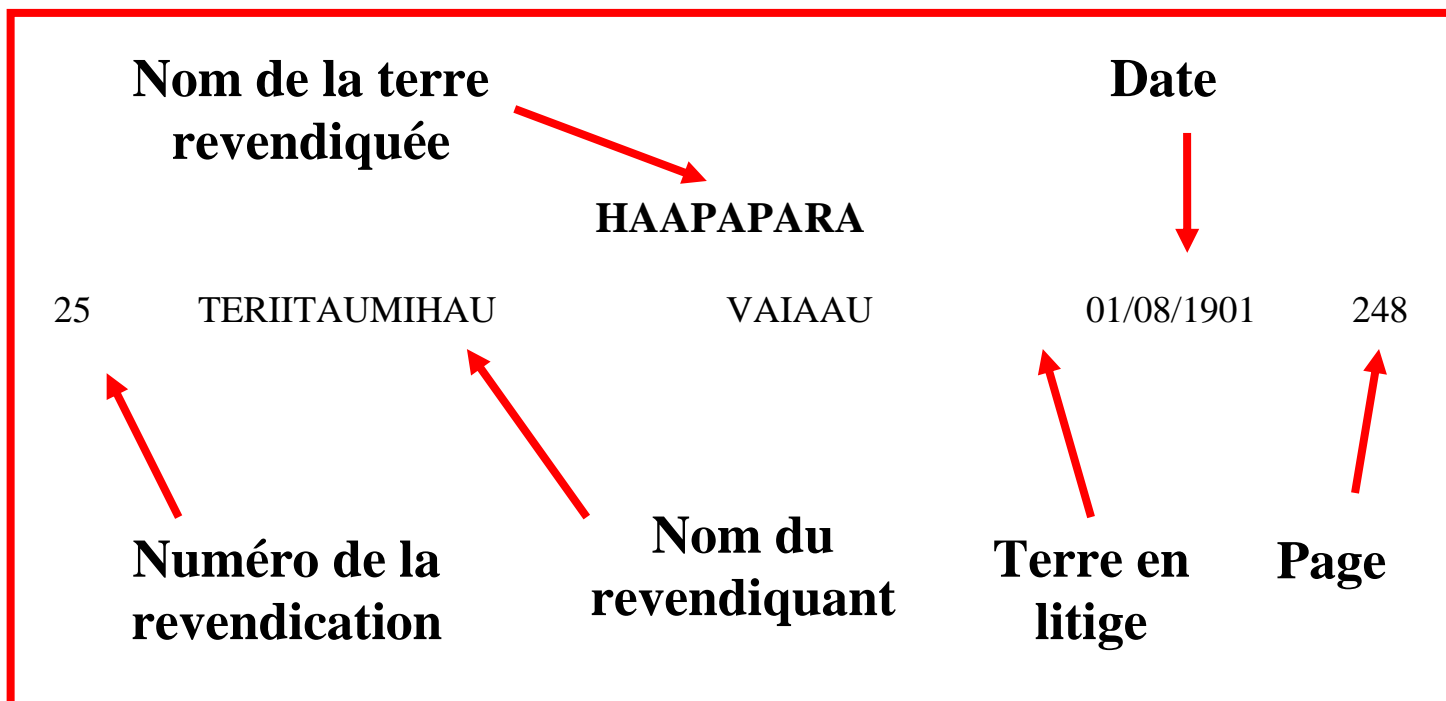 Nom de la terre
revendiquée
Date
HAAPAPARA
25 TERIITAUMIHAU VAIAAU 01/08/1901 248
Numéro de la
revendication
Nom du
revendiquant
Terre en
litige
Page